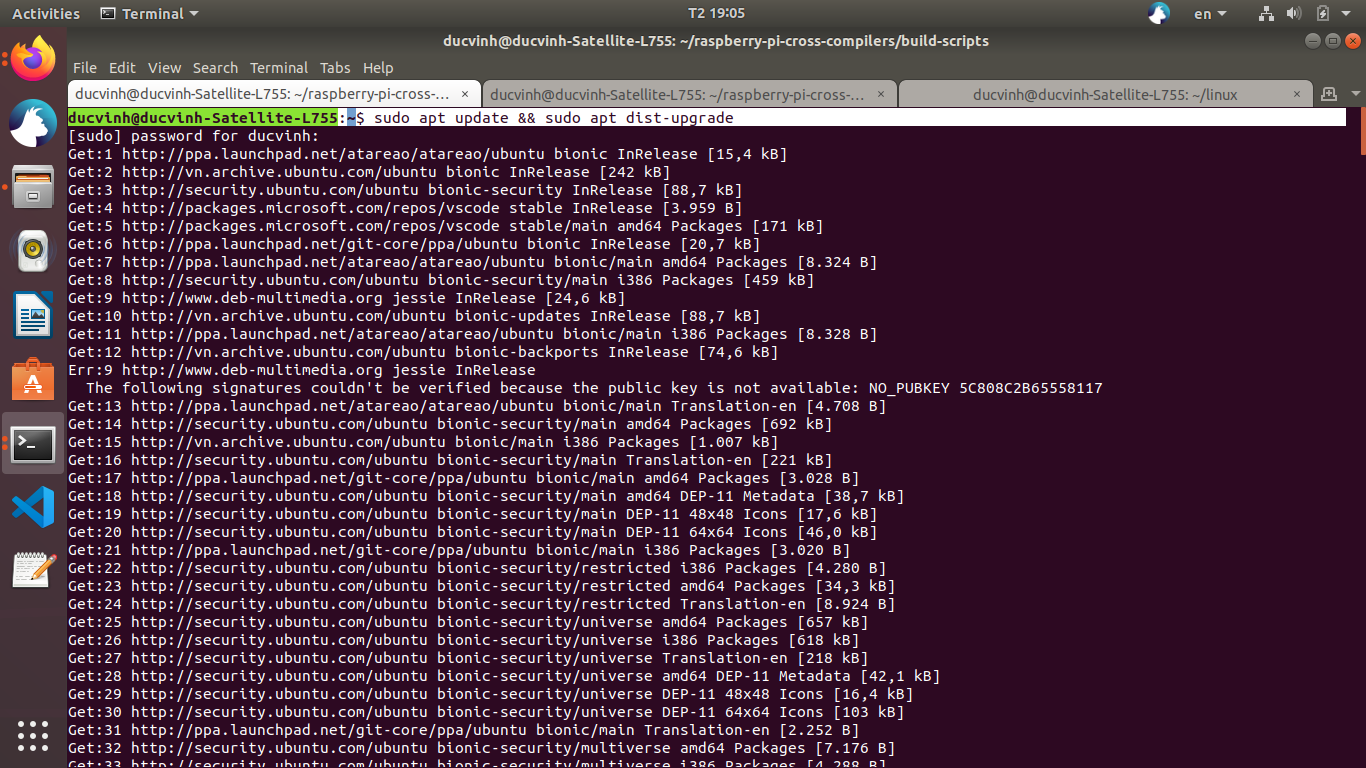 Activities
Terminal
T2 19:05
en
ducvinh@ducvinh-Satellite-L755: ~/raspberry-pi-cross-compilers/build-scripts
File Edit View Search Terminal Tabs Help
ducvinh@ducvinh-Satellite-L755: ~/raspberry-pi-cross-... ×
ducvinh@ducvinh-Satellite-L755: ~/raspberry-pi-cross-... ×
ducvinh@ducvinh-Satellite-L755: ~/linux ×
ducvinh@ducvinh-Satellite-L755:~$ sudo apt update && sudo apt dist-upgrade
[sudo] password for ducvinh:
Get:1 http://ppa.launchpad.net/atareao/atareao/ubuntu bionic InRelease [15,4 kB]
Get:2 http://vn.archive.ubuntu.com/ubuntu bionic InRelease [242 kB]
Get:3 http://security.ubuntu.com/ubuntu bionic-security InRelease [88,7 kB]
Get:4 http://packages.microsoft.com/repos/vscode stable InRelease [3.959 B]
Get:5 http://packages.microsoft.com/repos/vscode stable/main amd64 Packages [171 kB]
Get:6 http://ppa.launchpad.net/git-core/ppa/ubuntu bionic InRelease [20,7 kB]
Get:7 http://ppa.launchpad.net/atareao/atareao/ubuntu bionic/main amd64 Packages [8.324 B]
Get:8 http://security.ubuntu.com/ubuntu bionic-security/main i386 Packages [459 kB]
Get:9 http://www.deb-multimedia.org jessie InRelease [24,6 kB]
Get:10 http://vn.archive.ubuntu.com/ubuntu bionic-updates InRelease [88,7 kB]
Get:11 http://ppa.launchpad.net/atareao/atareao/ubuntu bionic/main i386 Packages [8.328 B]
Get:12 http://vn.archive.ubuntu.com/ubuntu bionic-backports InRelease [74,6 kB]
Err:9 http://www.deb-multimedia.org jessie InRelease
The following signatures couldn't be verified because the public key is not available: NO_PUBKEY 5C808C2B65558117
Get:13 http://ppa.launchpad.net/atareao/atareao/ubuntu bionic/main Translation-en [4.708 B]
Get:14 http://security.ubuntu.com/ubuntu bionic-security/main amd64 Packages [692 kB]
Get:15 http://vn.archive.ubuntu.com/ubuntu bionic/main i386 Packages [1.007 kB]
Get:16 http://security.ubuntu.com/ubuntu bionic-security/main Translation-en [221 kB]
Get:17 http://ppa.launchpad.net/git-core/ppa/ubuntu bionic/main amd64 Packages [3.028 B]
Get:18 http://security.ubuntu.com/ubuntu bionic-security/main amd64 DEP-11 Metadata [38,7 kB]
Get:19 http://security.ubuntu.com/ubuntu bionic-security/main DEP-11 48x48 Icons [17,6 kB]
Get:20 http://security.ubuntu.com/ubuntu bionic-security/main DEP-11 64x64 Icons [46,0 kB]
Get:21 http://ppa.launchpad.net/git-core/ppa/ubuntu bionic/main i386 Packages [3.020 B]
Get:22 http://security.ubuntu.com/ubuntu bionic-security/restricted i386 Packages [4.280 B]
Get:23 http://security.ubuntu.com/ubuntu bionic-security/restricted amd64 Packages [34,3 kB]
Get:24 http://security.ubuntu.com/ubuntu bionic-security/restricted Translation-en [8.924 B]
Get:25 http://security.ubuntu.com/ubuntu bionic-security/universe amd64 Packages [657 kB]
Get:26 http://security.ubuntu.com/ubuntu bionic-security/universe i386 Packages [618 kB]
Get:27 http://security.ubuntu.com/ubuntu bionic-security/universe Translation-en [218 kB]
Get:28 http://security.ubuntu.com/ubuntu bionic-security/universe amd64 DEP-11 Metadata [42,1 kB]
Get:29 http://security.ubuntu.com/ubuntu bionic-security/universe DEP-11 48x48 Icons [16,4 kB]
Get:30 http://security.ubuntu.com/ubuntu bionic-security/universe DEP-11 64x64 Icons [103 kB]
Get:31 http://ppa.launchpad.net/git-core/ppa/ubuntu bionic/main Translation-en [2.252 B]
Get:32 http://security.ubuntu.com/ubuntu bionic-security/multiverse amd64 Packages [7.176 B]
Get:33 http://security.ubuntu.com/ubuntu bionic-security/multiverse i386 Packages [4.288 B]